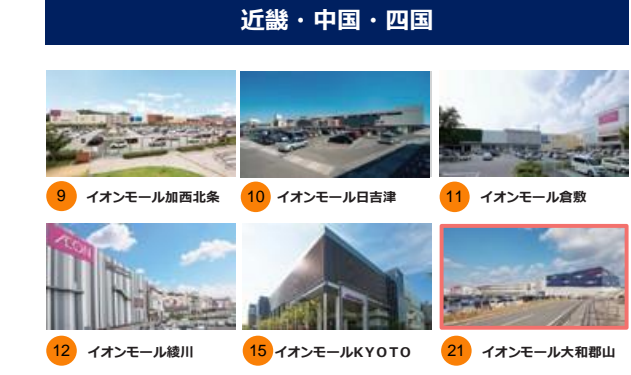 近畿・中国・四国
9 イオンモール加西北条
10 イオンモール日吉津
11 イオンモール倉敷
ÆON
12 イオンモール綾川
15 イオンモールKYOTO
21 イオンモール大和郡山